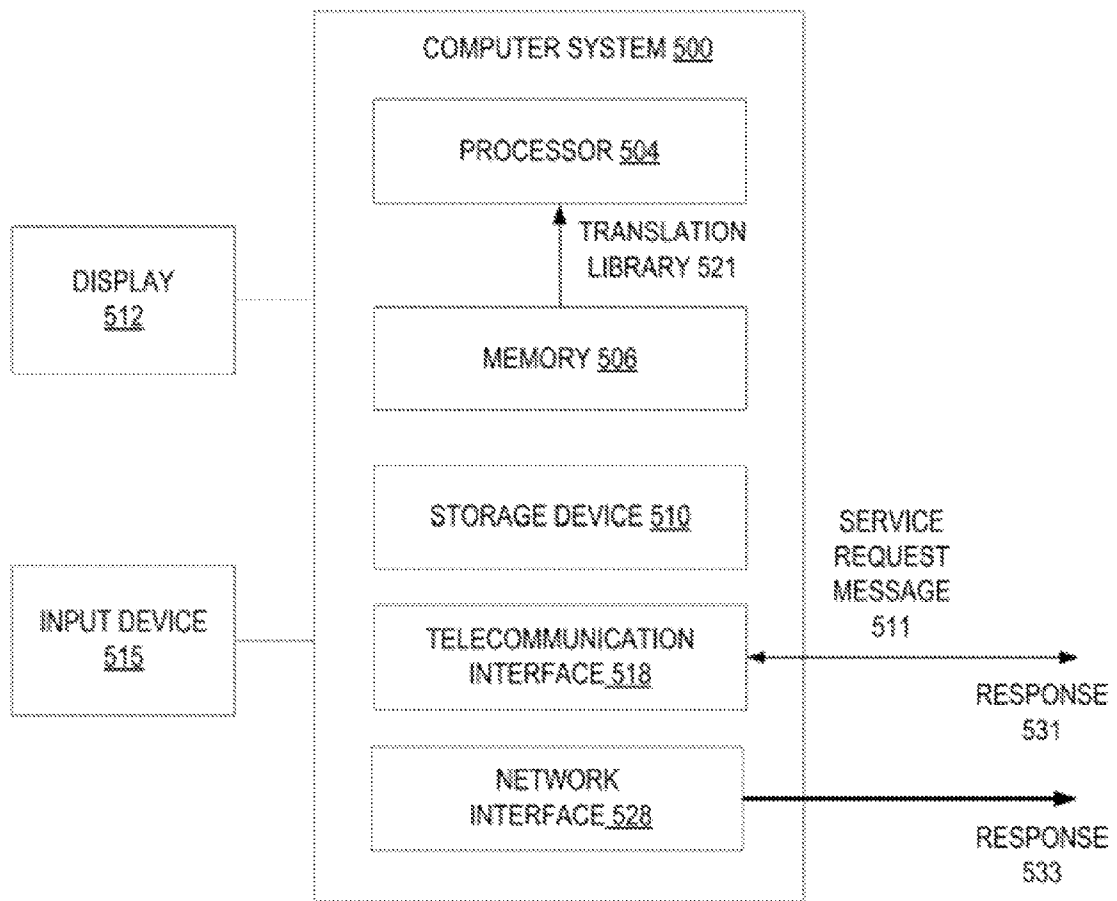 COMPUTER SYSTEM 500
PROCESSOR 504
TRANSLATION
LIBRARY 521
DISPLAY
512
MEMORY 506
STORAGE DEVICE 510
SERVICE
REQUEST
MESSAGE
511
INPUT DEVICE
515
TELECOMMUNICATION
INTERFACE 518
RESPONSE
531
NETWORK
INTERFACE 528
RESPONSE
533